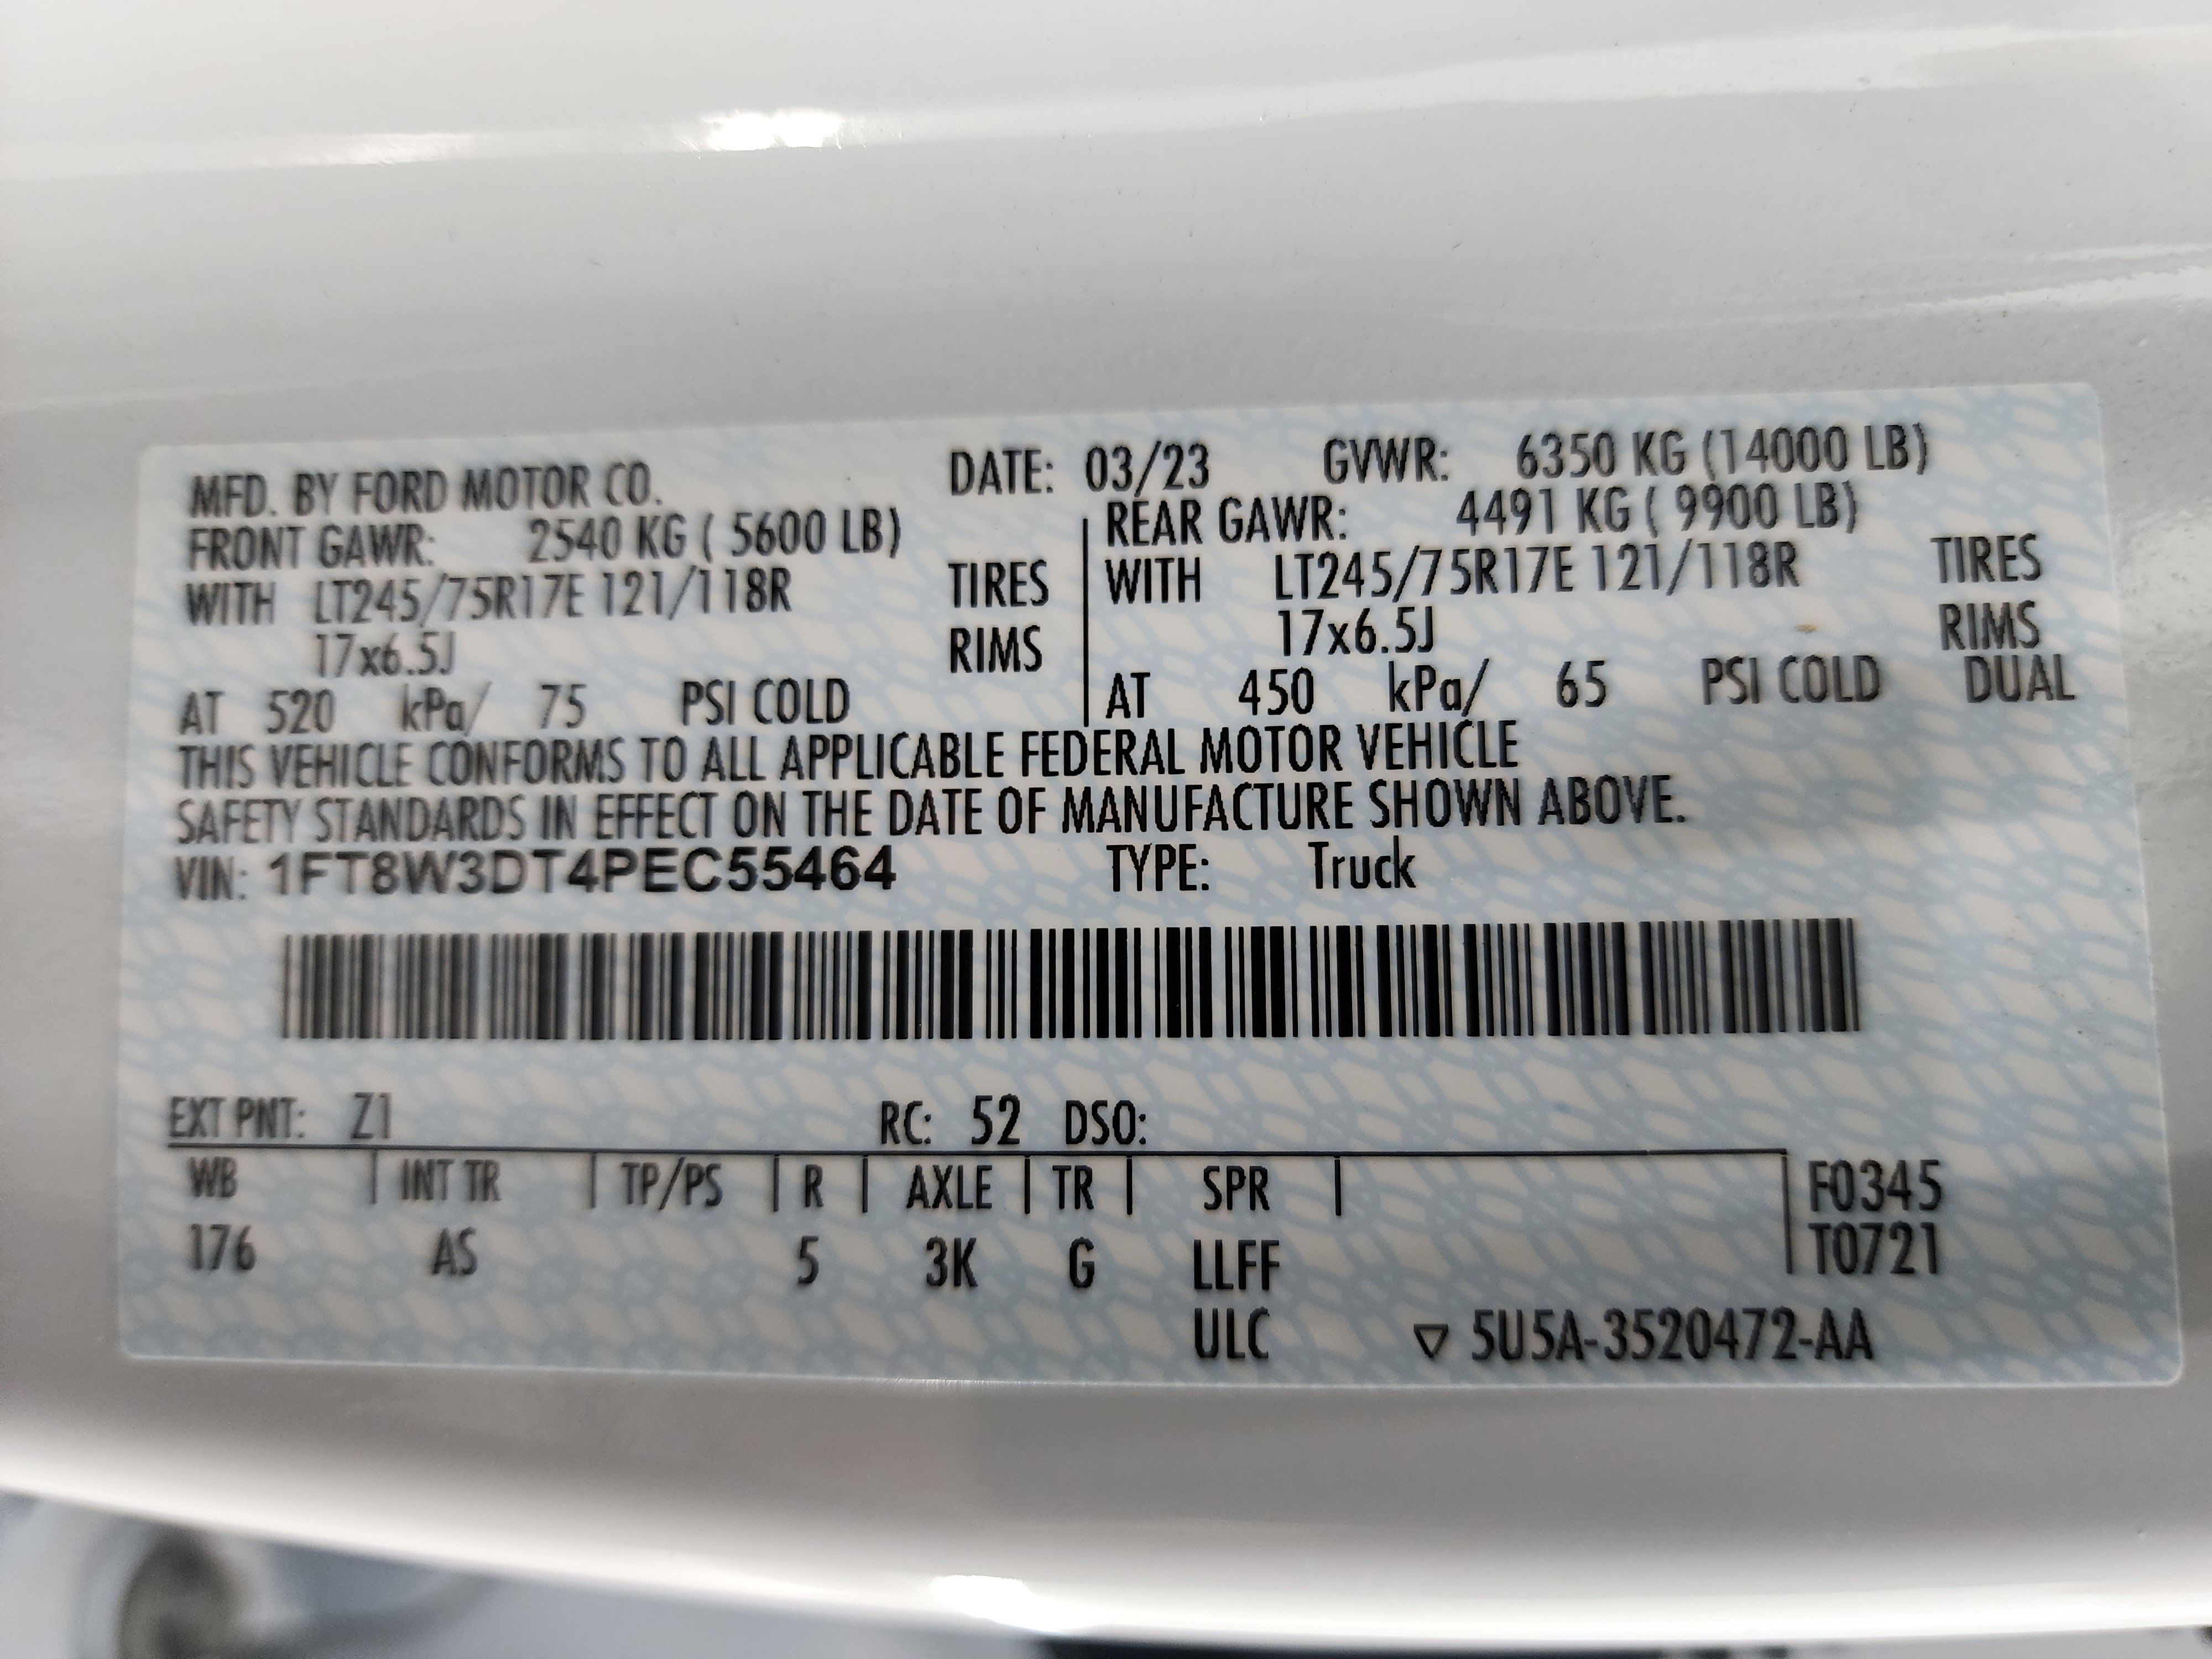 MFD. BY FORD MOTOR CO. DATE: 03/23 GVWR: 6350 KG (14000 LB)
FRONT GAWR: 2540 KG ( 5600 LB) REAR GAWR: 4491 KG ( 9900 LB)
WITH LT245/75R17E 121/118R TIRES WITH LT245/75R17E 121/118R TIRES
17x6.5J RIMS 17x6.5J RIMS
AT 520 kPa/ 75 PSI COLD AT 450 kPa/ 65 PSI COLD DUAL
THIS VEHICLE CONFORMS TO ALL APPLICABLE FEDERAL MOTOR VEHICLE
SAFETY STANDARDS IN EFFECT ON THE DATE OF MANUFACTURE SHOWN ABOVE.
VIN: 1FT8W3DT4PEC55464 TYPE: Truck
EXT PNT: Z1 RC: 52 DSO:
WB INT TR TP/PS R AXLE TR SPR F0345
176 AS 5 3K G LLFF T0721
ULC ▽ 5U5A-3520472-AA